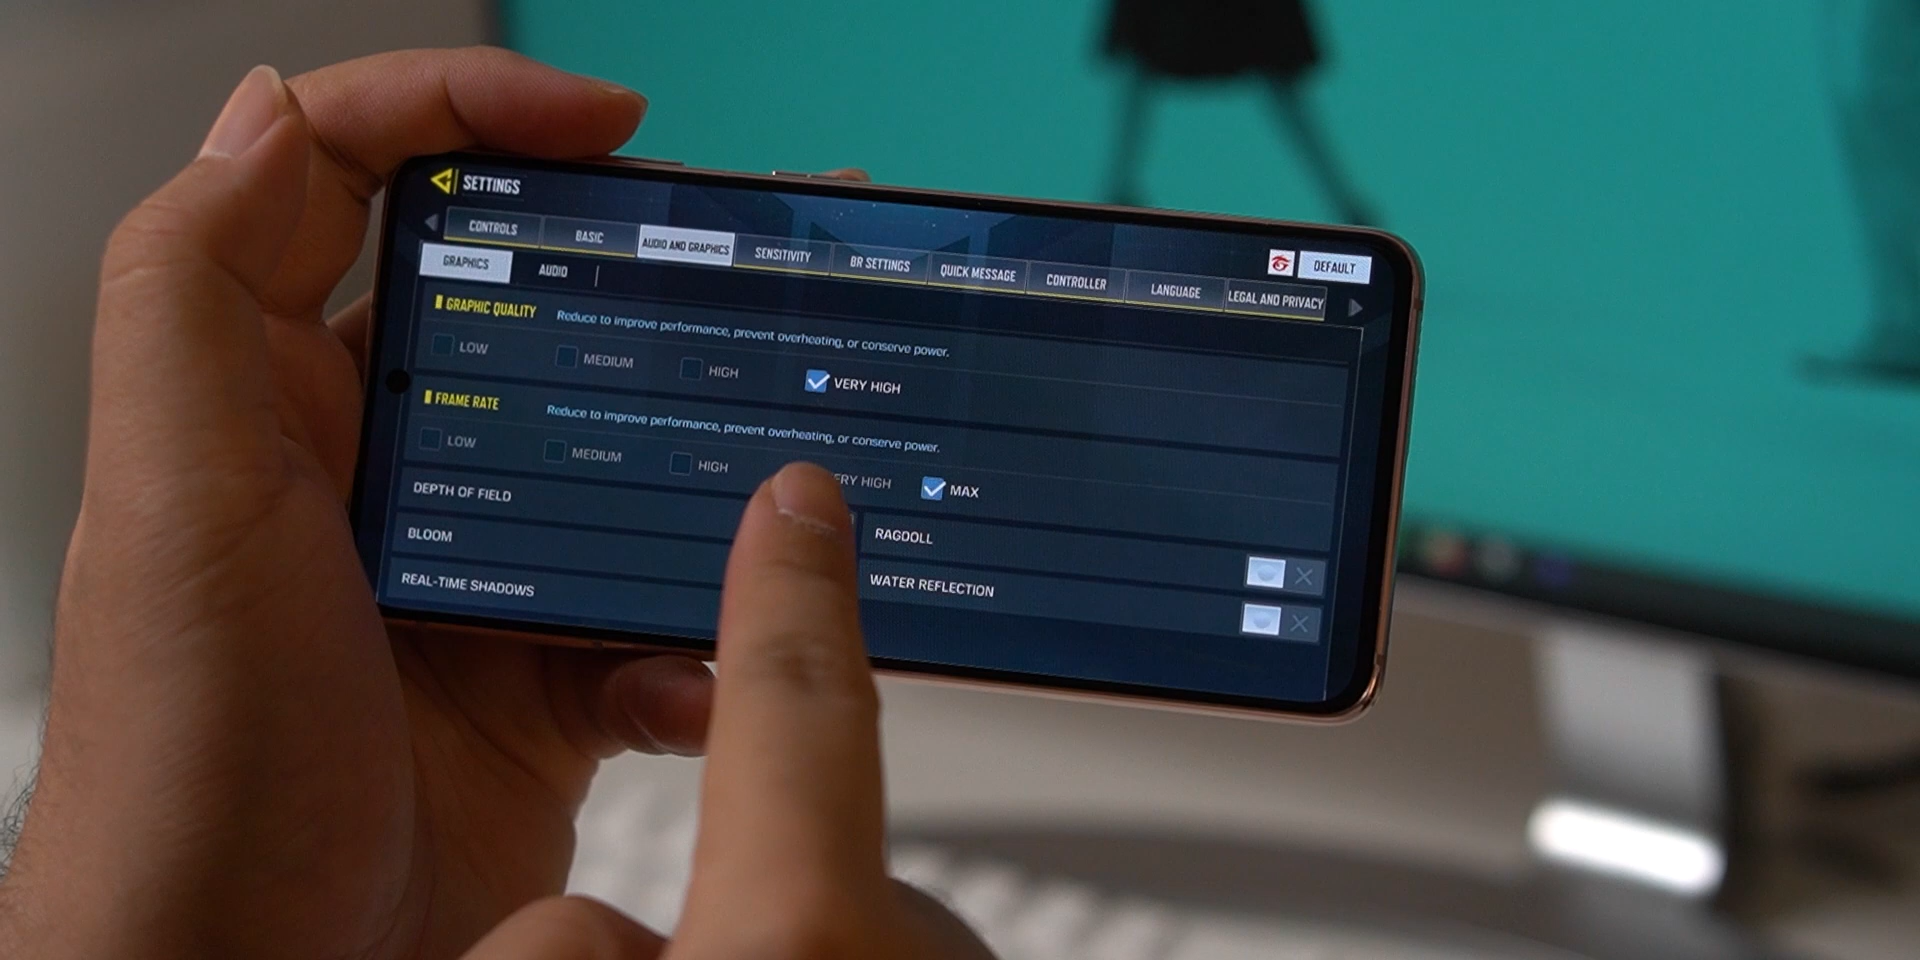 SETTINGS
CONTROLS BASIC AUDIO AND GRAPHICS SENSITIVITY BR SETTINGS QUICK MESSAGE CONTROLLER LANGUAGE LEGAL AND PRIVACY DEFAULT
GRAPHICS AUDIO
GRAPHIC QUALITY Reduce to improve performance, prevent overheating, or conserve power.
LOW MEDIUM HIGH VERY HIGH
FRAME RATE Reduce to improve performance, prevent overheating, or conserve power.
LOW MEDIUM HIGH ERY HIGH MAX
DEPTH OF FIELD RAGDOLL
BLOOM WATER REFLECTION
REAL-TIME SHADOWS